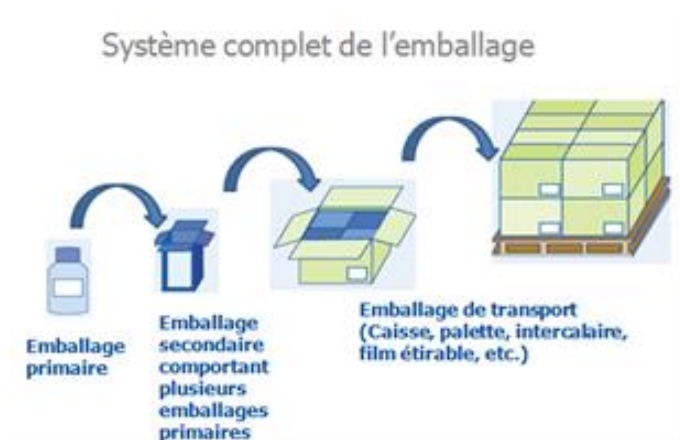 Système complet de l'emballage
Emballage
primaire
Emballage
secondaire
comportant
plusieurs
emballages
primaires
Emballage de transport
(Caisse, palette, intercalaire,
film étirable, etc.)